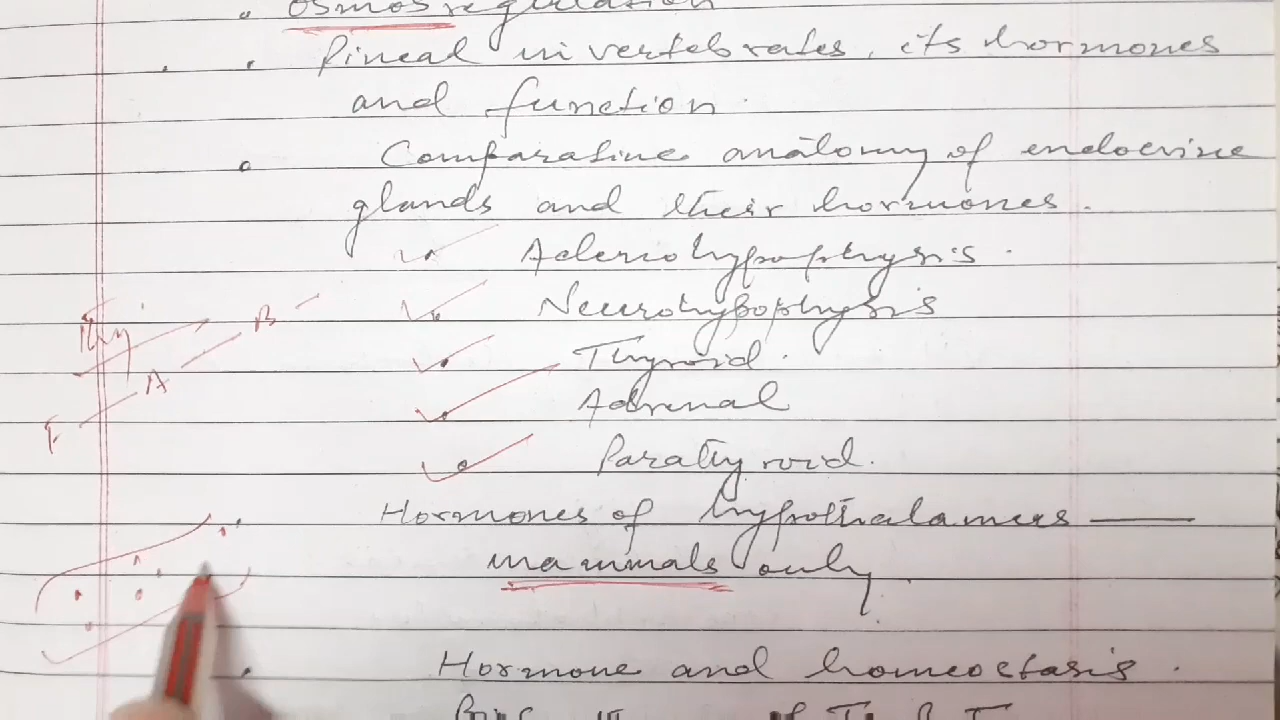 osmosregulation
Pineal in vertebrates, its hormones
and function.
Comparative anatomy of endocrine
glands and their hormones.
Adenohypophysis.
Neurohypophysis
Thyroid.
Adrenal
Parathyroid.
Hormones of hypothalamus —
mammals only
Hormone and homeostasis.
F A B